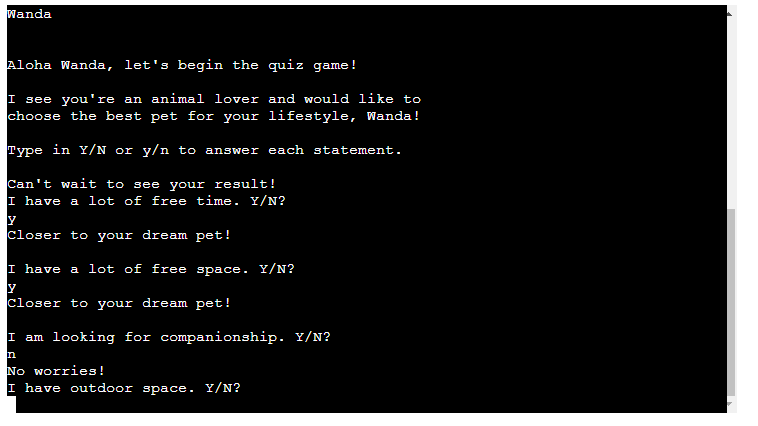 Wanda
Aloha Wanda, let's begin the quiz game!
I see you're an animal lover and would like to
choose the best pet for your lifestyle, Wanda!
Type in Y/N or y/n to answer each statement.
Can't wait to see your result!
I have a lot of free time. Y/N?
y
Closer to your dream pet!
I have a lot of free space. Y/N?
y
Closer to your dream pet!
I am looking for companionship. Y/N?
n
No worries!
I have outdoor space. Y/N?